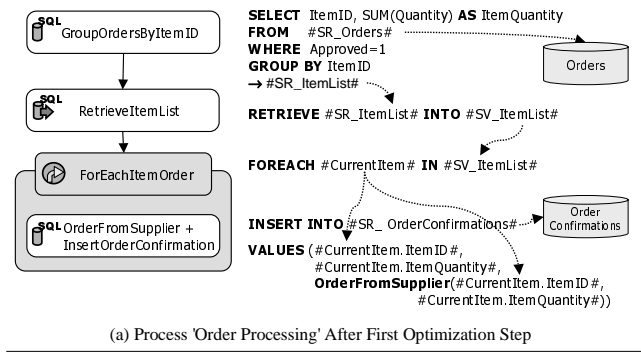 SQL
GroupOrdersByItemID
SQL
RetrieveItemList
ForEachItemOrder
SQL OrderFromSupplier +
InsertOrderConfirmation
SELECT ItemID, SUM(Quantity) AS ItemQuantity
FROM #SR_Orders#
WHERE Approved=1
GROUP BY ItemID
→ #SR_ItemList#
Orders
RETRIEVE #SR_ItemList# INTO #SV_ItemList#
FOREACH #CurrentItem# IN #SV_ItemList#
INSERT INTO #SR_ OrderConfirmations#
Order
Confirmations
VALUES (#CurrentItem.ItemID#,
#CurrentItem.ItemQuantity#,
OrderFromSupplier(#CurrentItem.ItemID#,
#CurrentItem.ItemQuantity#))
(a) Process 'Order Processing' After First Optimization Step